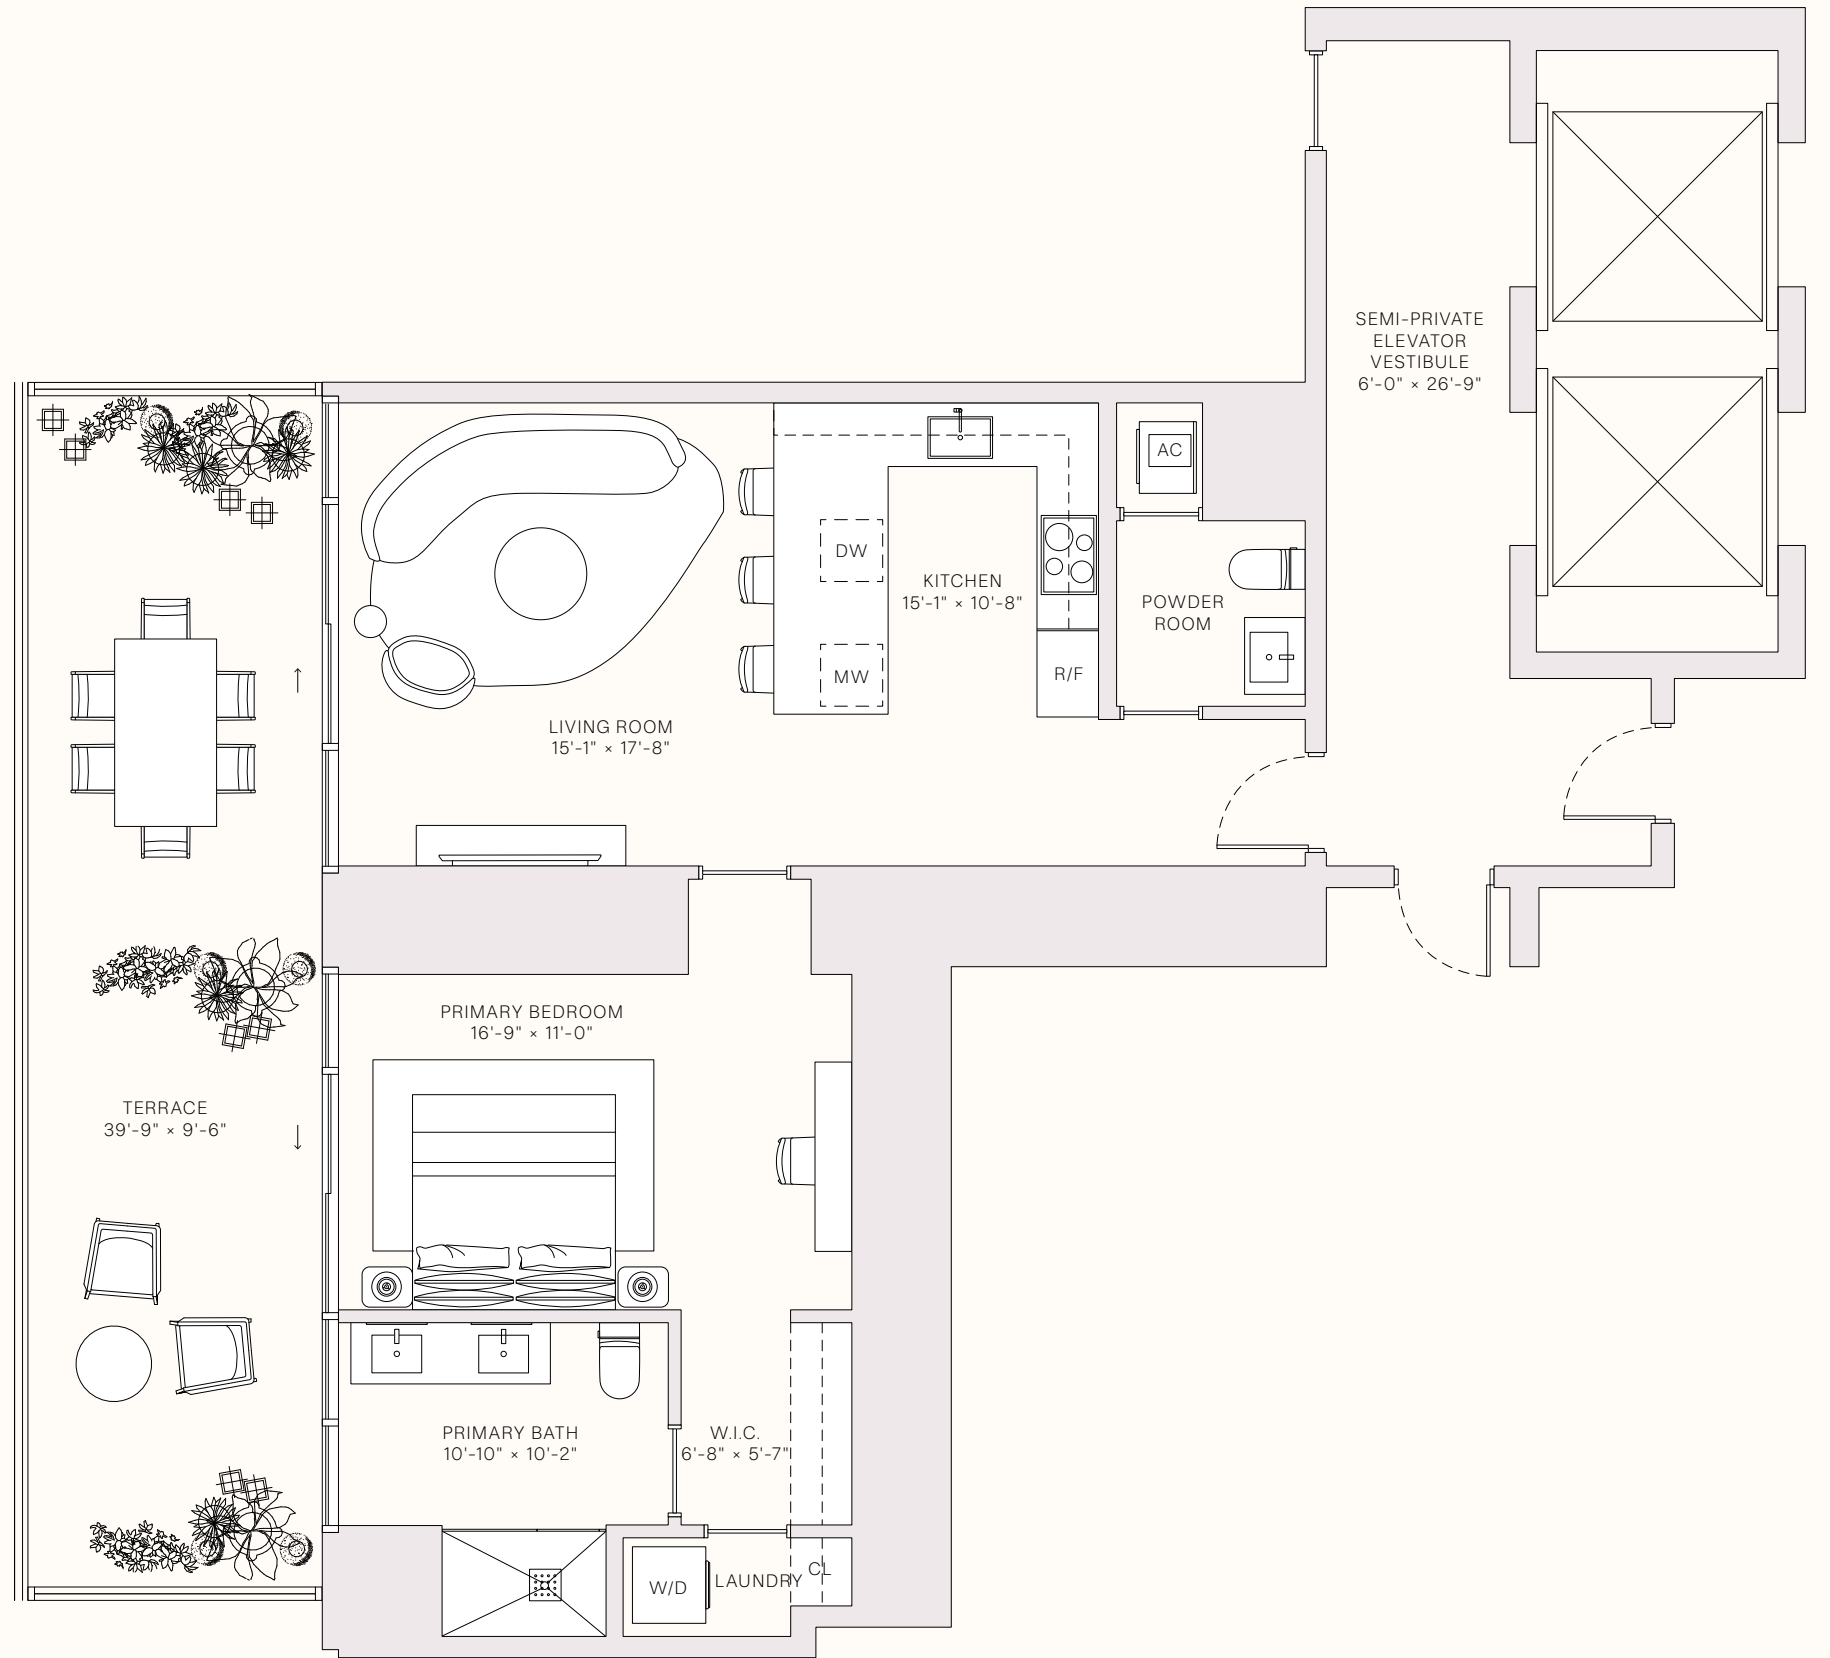 SEMI-PRIVATE
ELEVATOR
VESTIBULE
6'-0" × 26'-9"
AC
DW
KITCHEN
15'-1" × 10'-8"
POWDER
ROOM
MW
R/F
LIVING ROOM
15'-1" × 17'-8"
PRIMARY BEDROOM
16'-9" × 11'-0"
TERRACE
39'-9" × 9'-6"
PRIMARY BATH
10'-10" × 10'-2"
W.I.C.
6'-8" × 5'-7"
W/D
LAUNDRY
CL